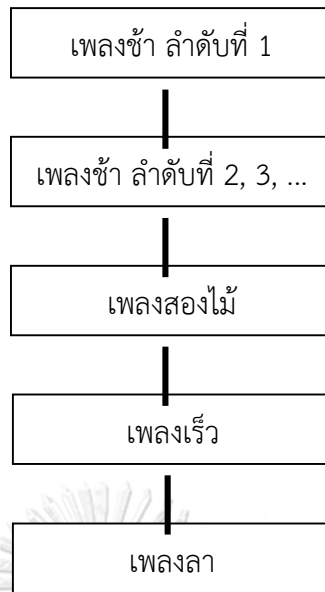 เพลงช้า ลำดับที่ 1
เพลงช้า ลำดับที่ 2, 3, ...
เพลงสองไม้
เพลงเร็ว
เพลงลา